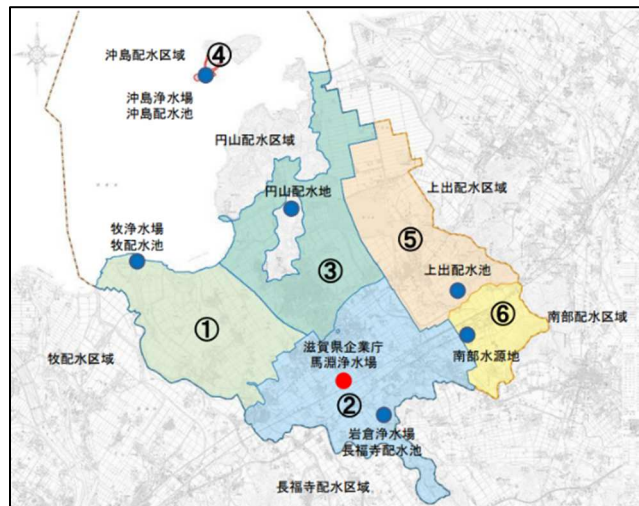 沖島配水区域
④
沖島浄水場
沖島配水池
円山配水区域
円山配水地
上出配水区域
牧浄水場
牧配水池
③
⑤
上出配水池
①
⑥
南部配水区域
牧配水区域
滋賀県企業庁
馬淵浄水場
南部水源地
②
岩倉浄水場
長福寺配水池
長福寺配水区域